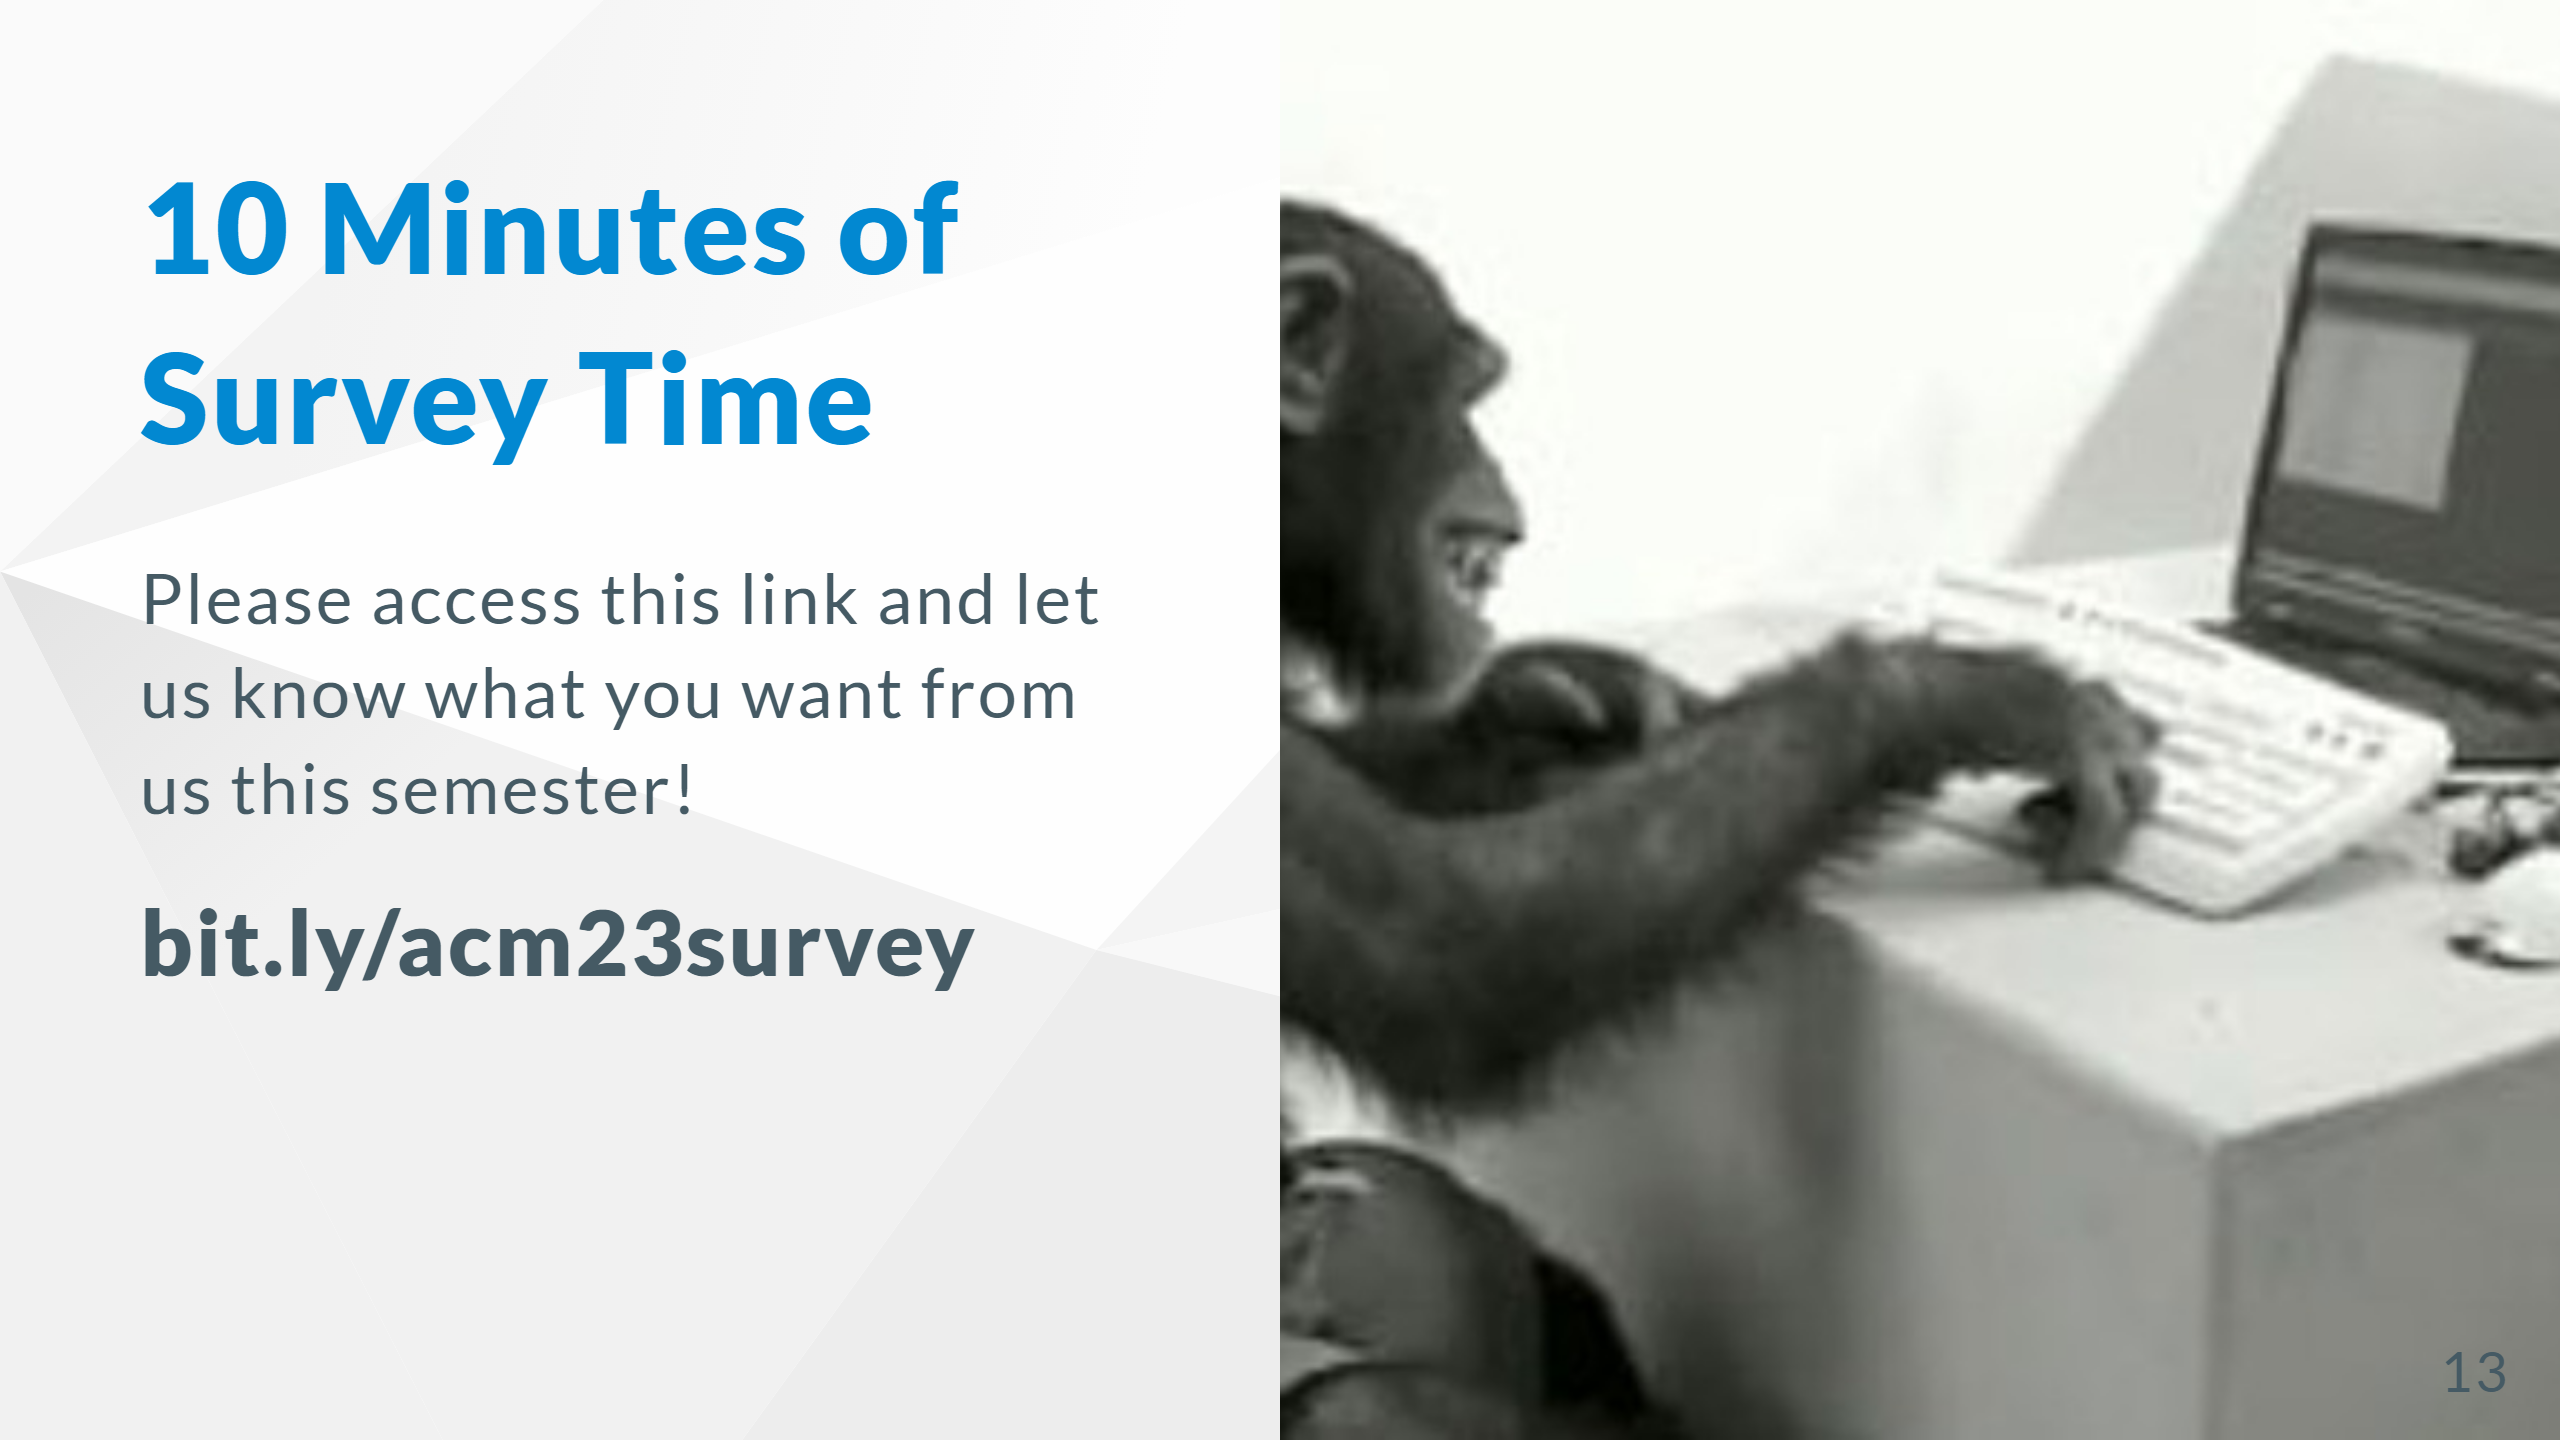 10 Minutes of
Survey Time
Please access this link and let
us know what you want from
us this semester!
bit.ly/acm23survey
13